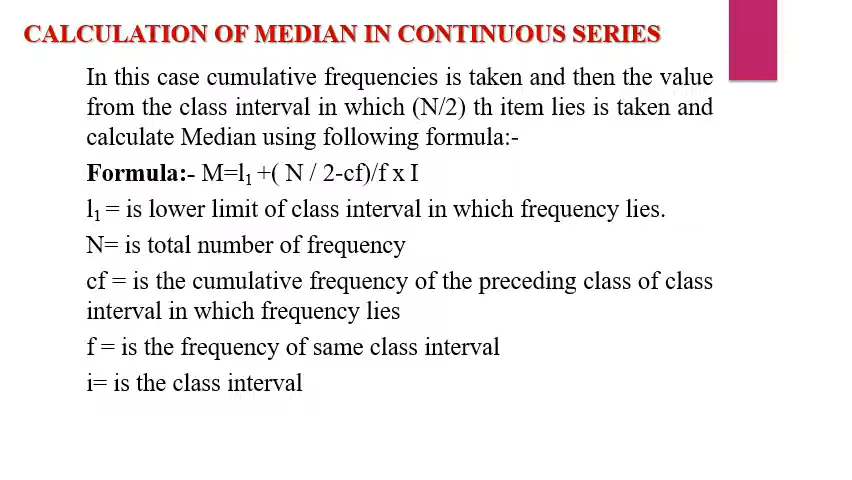 CALCULATION OF MEDIAN IN CONTINUOUS SERIES
In this case cumulative frequencies is taken and then the value
from the class interval in which (N/2) th item lies is taken and
calculate Median using following formula:-
Formula:- M=l₁ +( N / 2-cf)/f x I
l₁ = is lower limit of class interval in which frequency lies.
N= is total number of frequency
cf = is the cumulative frequency of the preceding class of class
interval in which frequency lies
f = is the frequency of same class interval
i= is the class interval